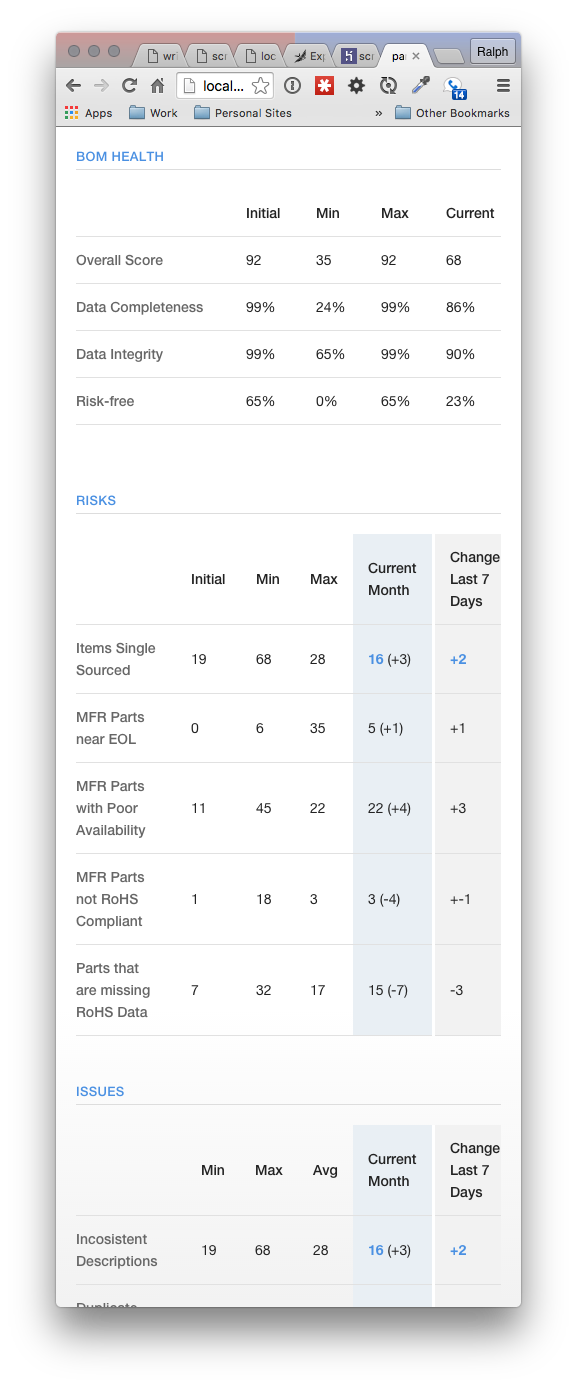 wr scr loc Exp scr pa Ralph
local... 14
Apps Work Personal Sites » Other Bookmarks
BOM HEALTH
Initial Min Max Current
Overall Score 92 35 92 68
Data Completeness 99% 24% 99% 86%
Data Integrity 99% 65% 99% 90%
Risk-free 65% 0% 65% 23%
RISKS
Initial Min Max Current Month Change Last 7 Days
Items Single Sourced 19 68 28 16 (+3) +2
MFR Parts near EOL 0 6 35 5 (+1) +1
MFR Parts with Poor Availability 11 45 22 22 (+4) +3
MFR Parts not RoHS Compliant 1 18 3 3 (-4) +-1
Parts that are missing RoHS Data 7 32 17 15 (-7) -3
ISSUES
Min Max Avg Current Month Change Last 7 Days
Incosistent Descriptions 19 68 28 16 (+3) +2
Duplicate